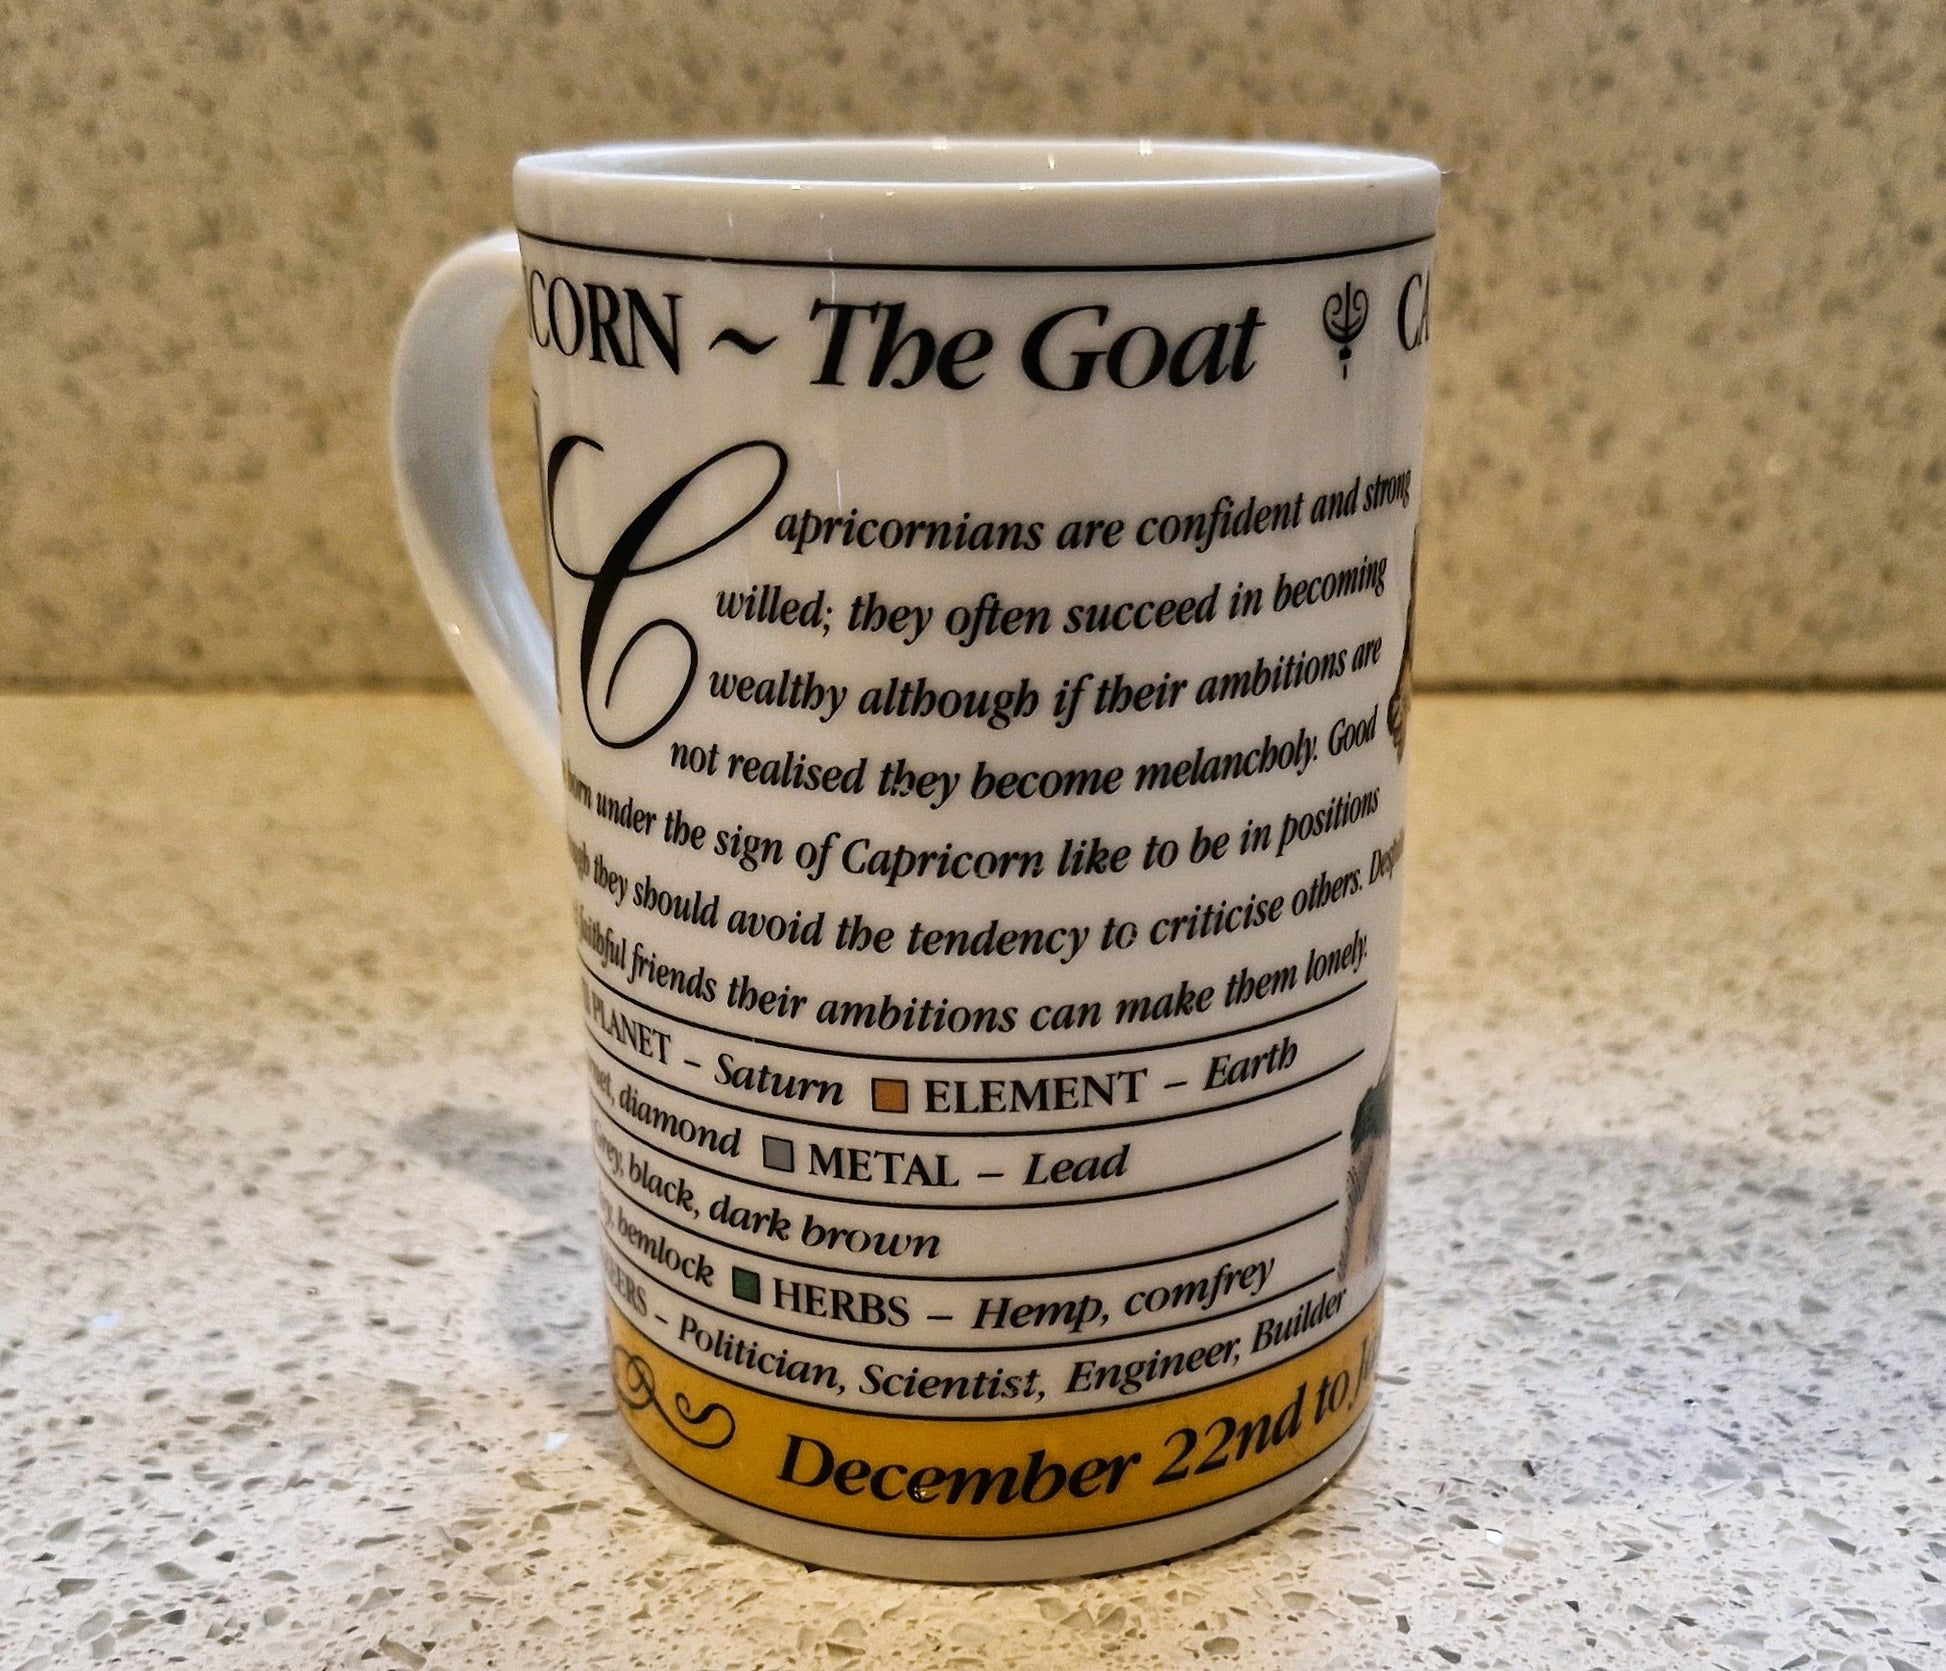 CORN ~ The Goat CA
Capricornians are confident and strong
willed; they often succeed in becoming
wealthy although if their ambitions are
not realised they become melancholy. Good
born under the sign of Capricorn like to be in positions
they should avoid the tendency to criticise others.
faithful friends their ambitions can make them lonely.
PLANET – Saturn ELEMENT – Earth
diamond METAL – Lead
Grey, black, dark brown
hemlock HERBS – Hemp, comfrey
– Politician, Scientist, Engineer, Builder
December 22nd to